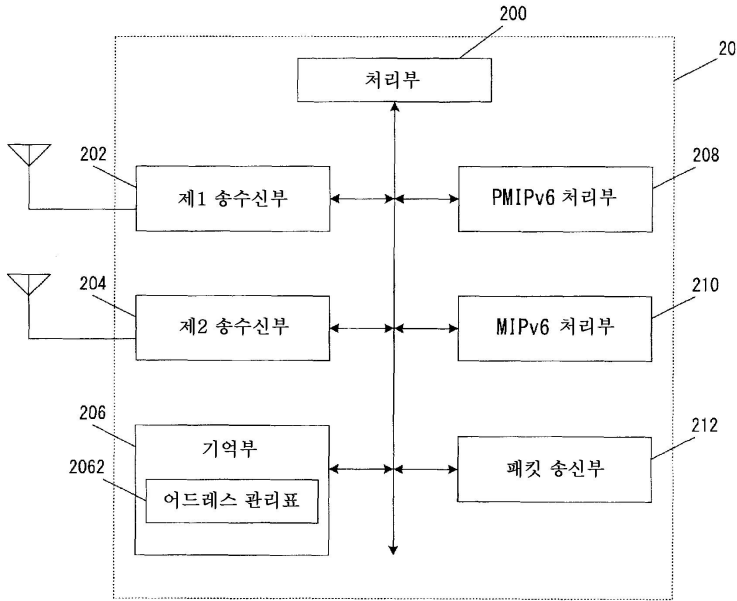 200
20
처리부
202
제1 송수신부
208
PMIPv6 처리부
204
제2 송수신부
210
MIPv6 처리부
206
기억부
2062
어드레스 관리표
212
패킷 송신부